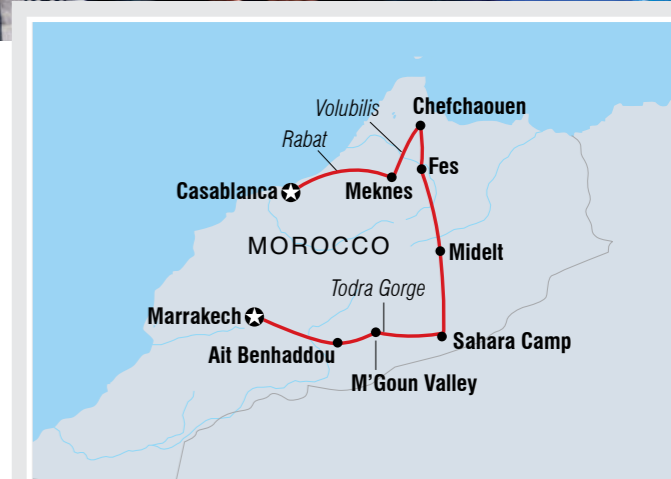 Chefchaouen
Volubilis
Rabat
Fes
Casablanca
Meknes
MOROCCO
Midelt
Todra Gorge
Marrakech
Sahara Camp
Ait Benhaddou
M'Goun Valley